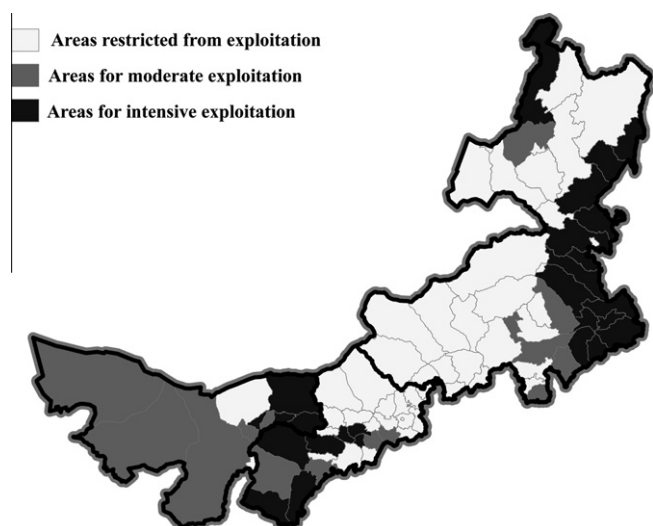 Areas restricted from exploitation
Areas for moderate exploitation
Areas for intensive exploitation